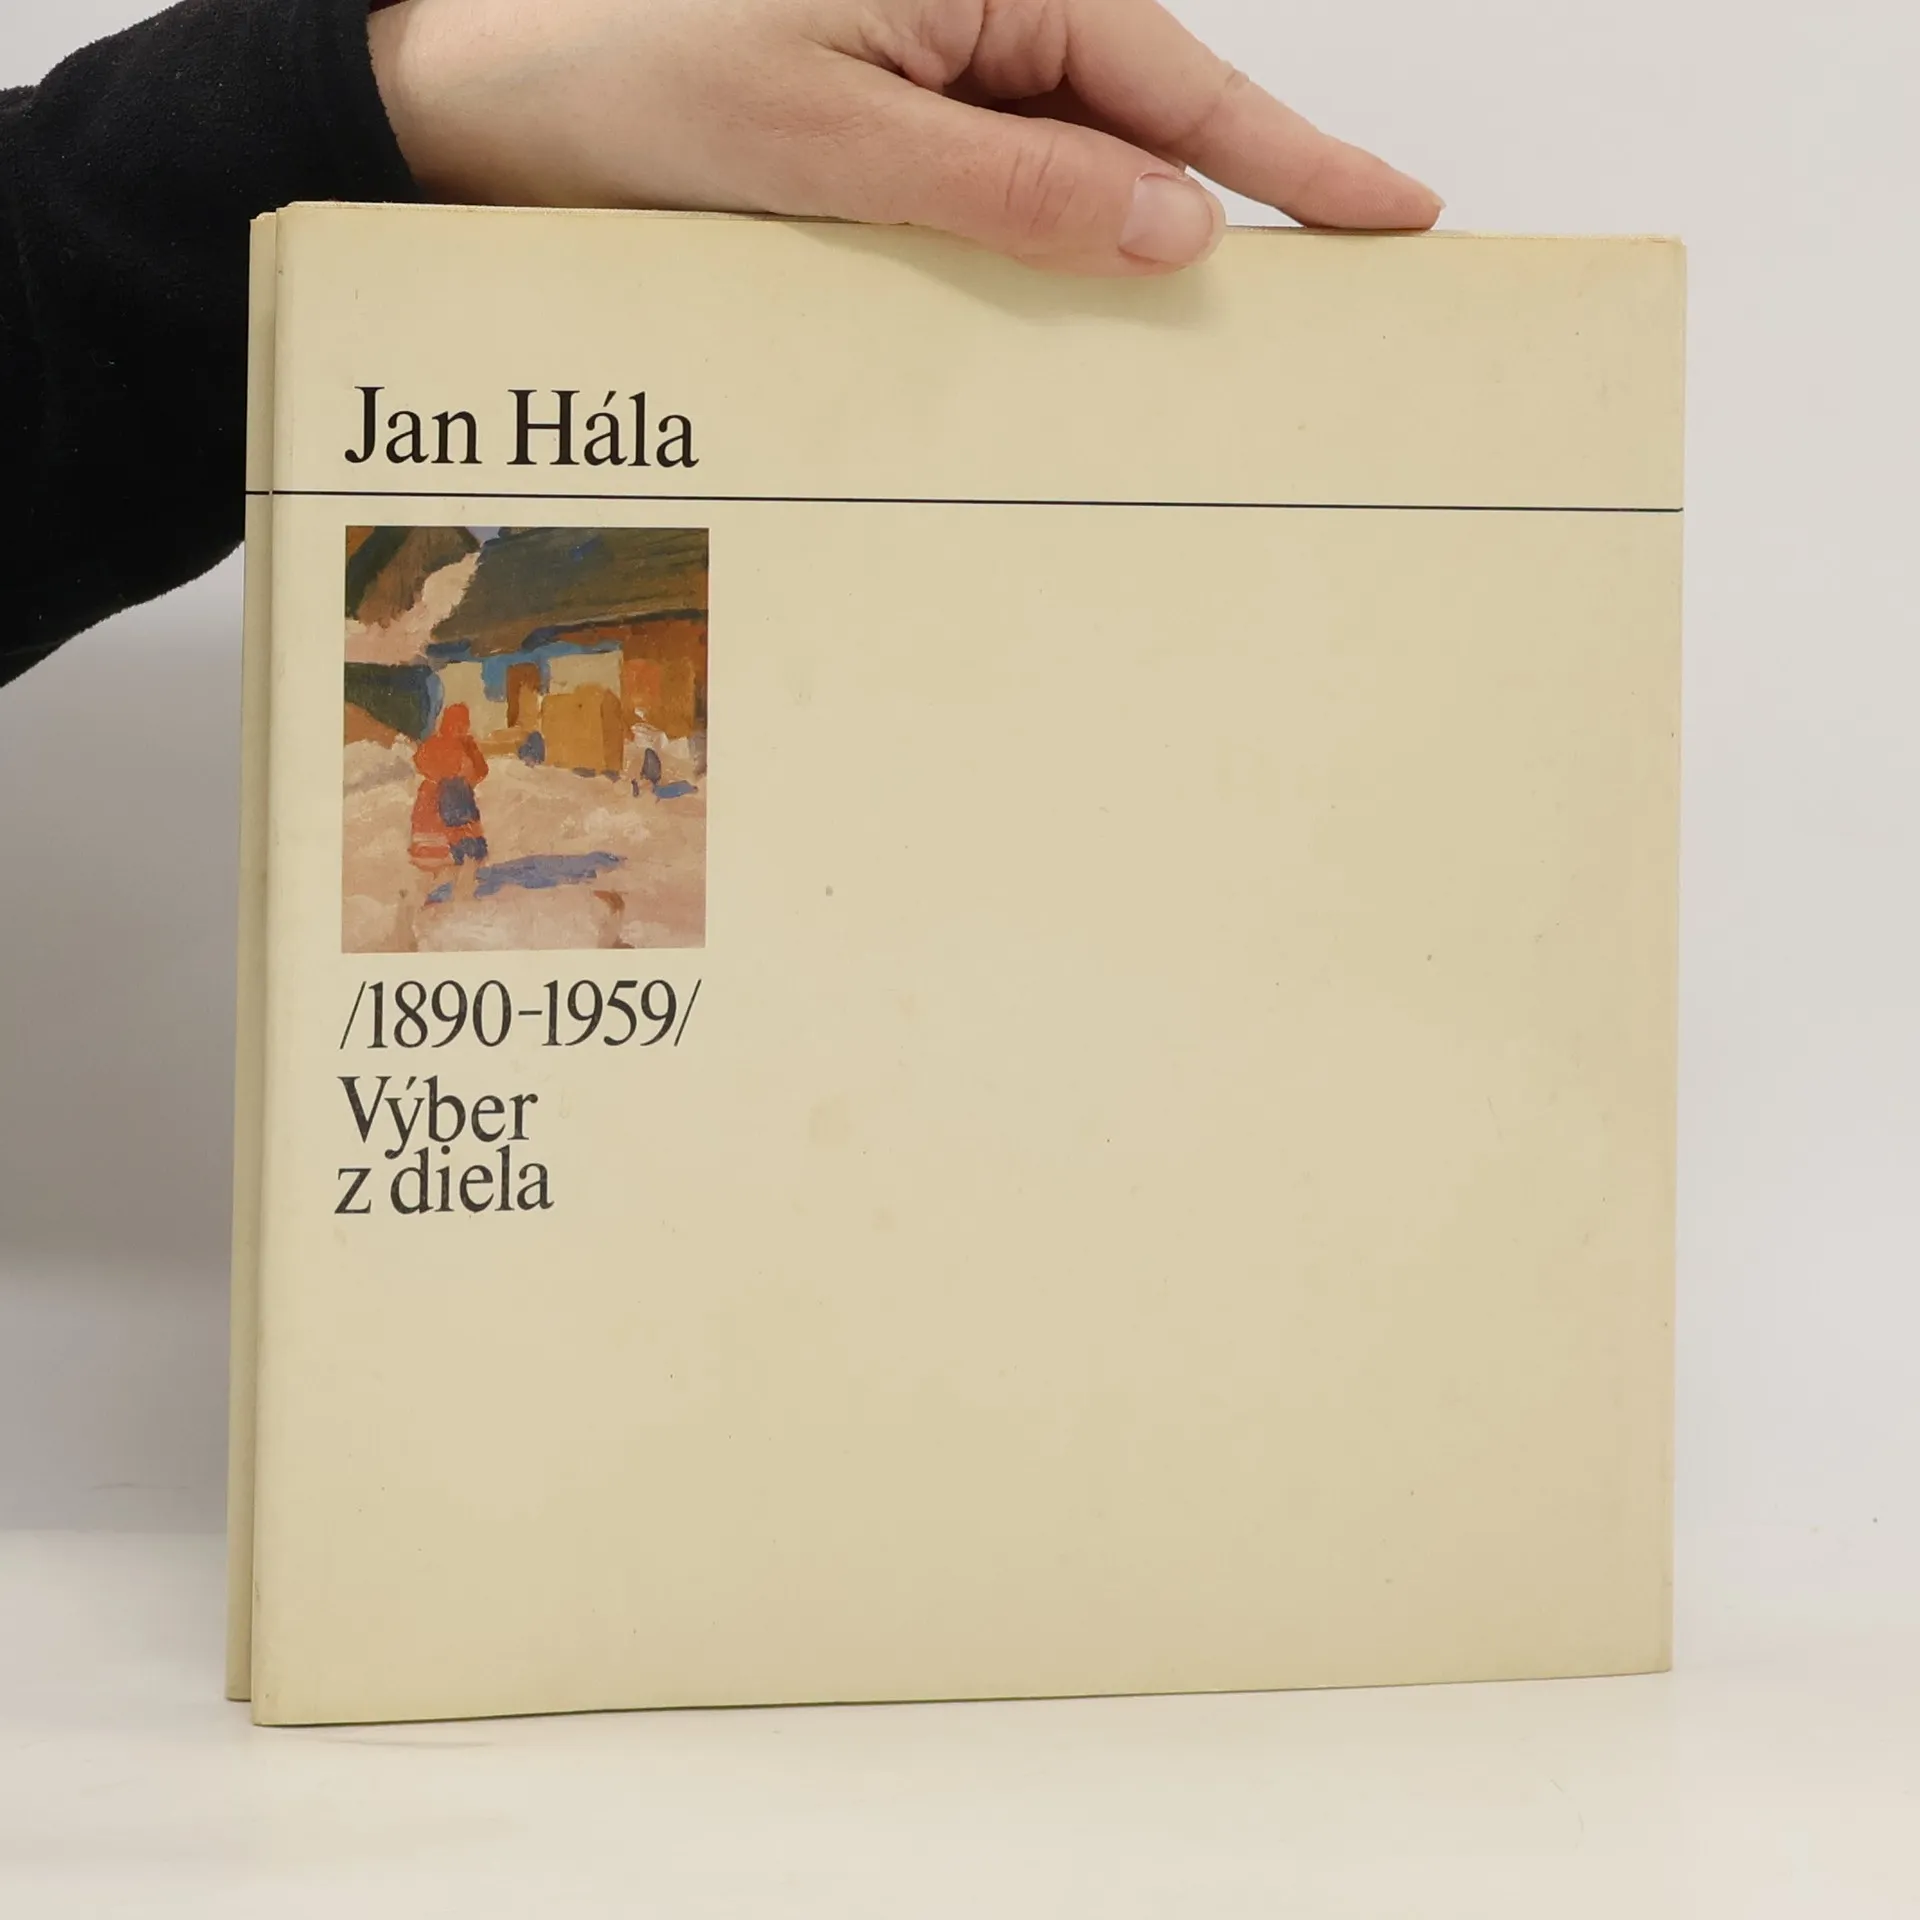 Jan Hála
/1890-1959/
Výber
z diela